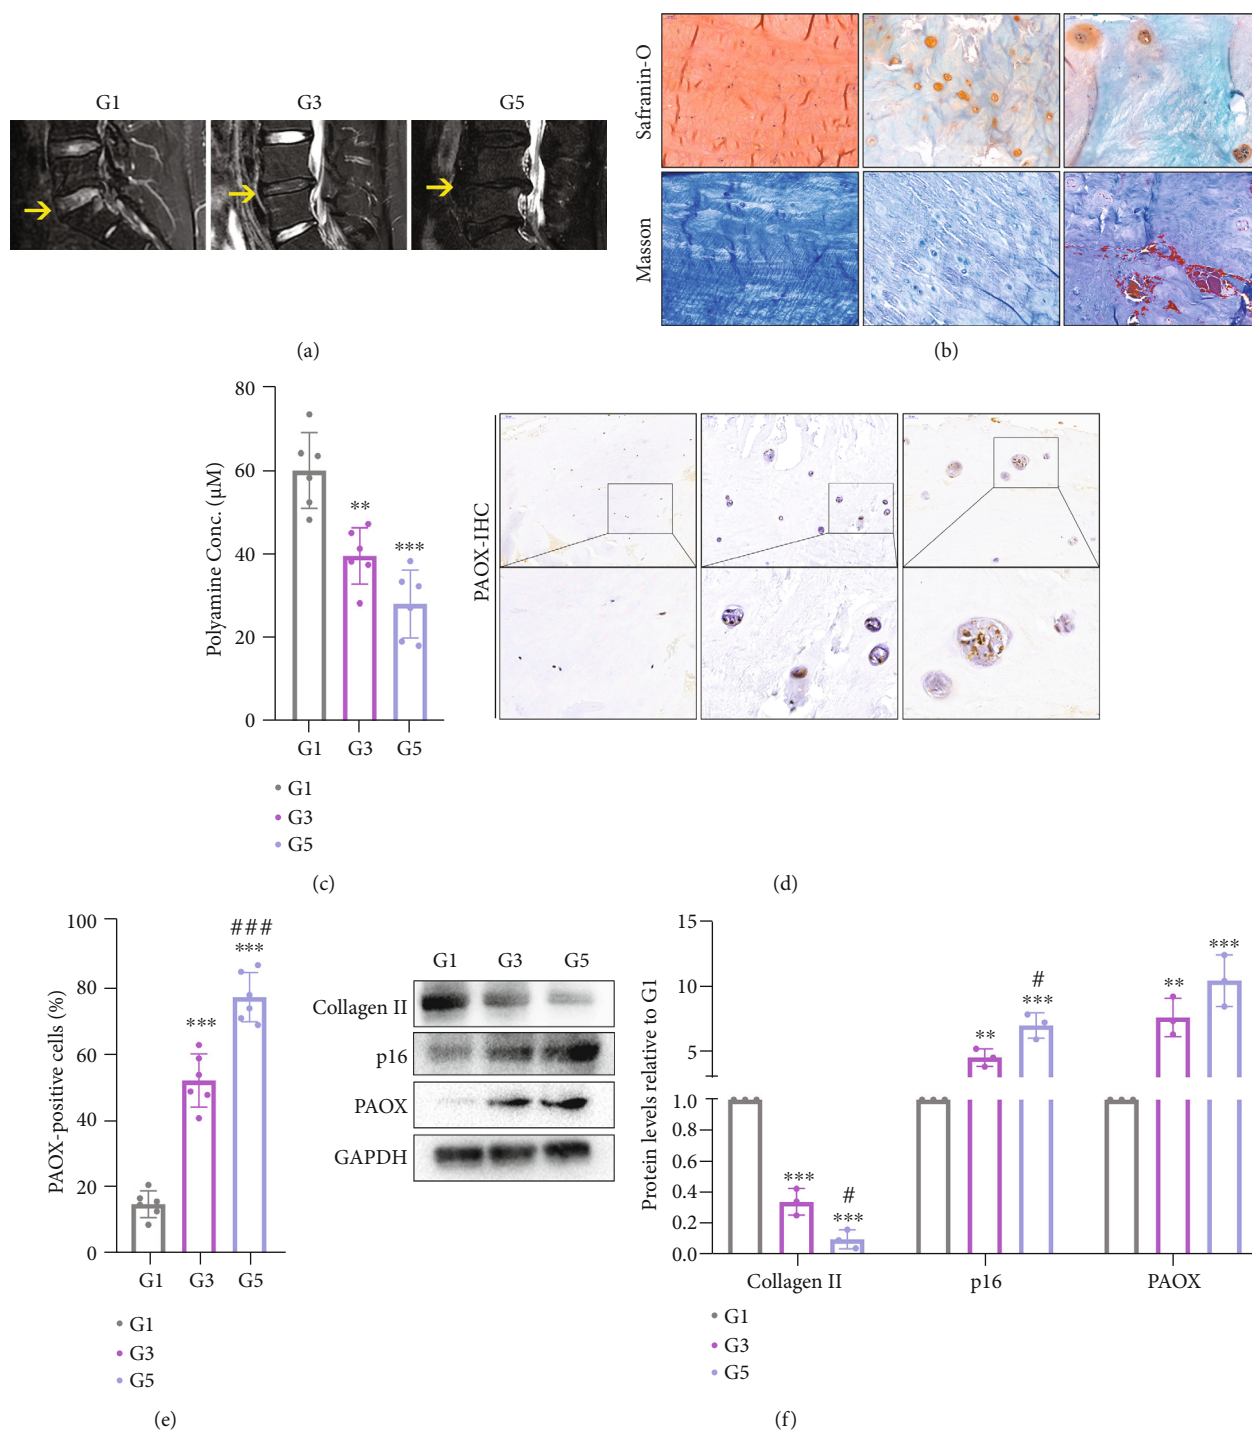 G1 G3 G5
(a)
Safranin-O
Masson
(b)
Polyamine Conc. (µM)
80
60
40
20
0
**
***
G1 G3 G5
G1
G3
G5
(c)
PAOX-IHC
(d)
PAOX-positive cells (%)
100
80
60
40
20
0
***
###
***
G1 G3 G5
G1
G3
G5
(e)
G1 G3 G5
Collagen II
p16
PAOX
GAPDH
Protein levels relative to G1
15
10
5
1.0
0.8
0.6
0.4
0.2
0.0
***
#
***
**
#
***
**
***
Collagen II p16 PAOX
G1
G3
G5
(f)